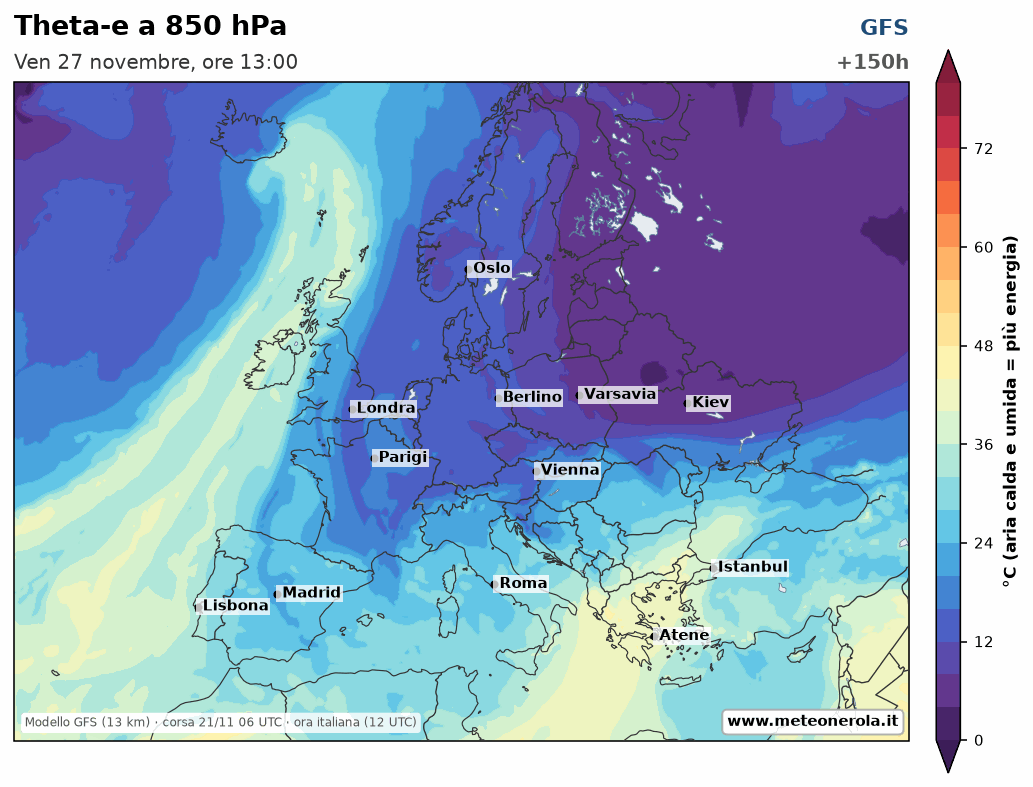 Theta-e a 850 hPa
GFS
Ven 27 novembre, ore 13:00
+150h
Oslo
Londra
Berlino
Varsavia
Kiev
Parigi
Vienna
Istanbul
Madrid
Roma
Lisbona
Atene
Modello GFS (13 km) · corsa 21/11 06 UTC · ora italiana (12 UTC)
www.meteonerola.it
72
60
48
36
24
12
0
°C (aria calda e umida = più energia)